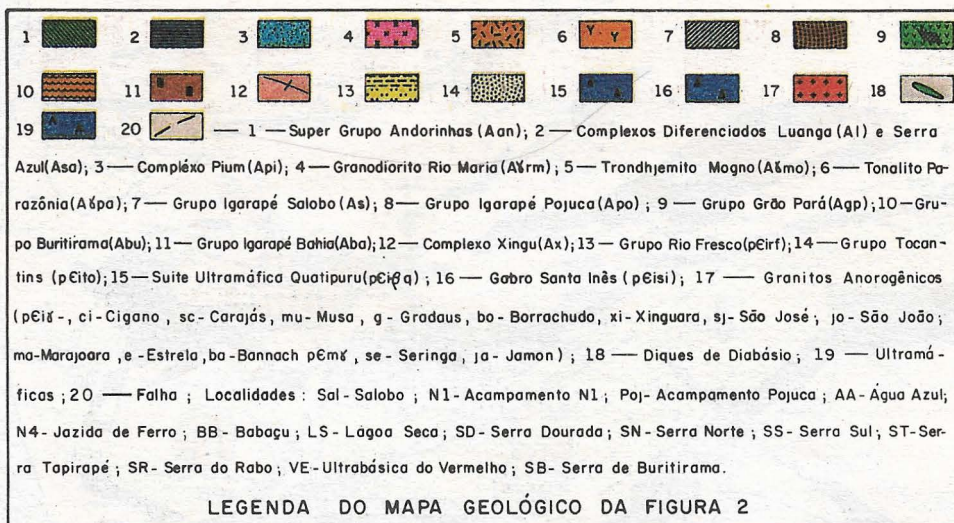 1 2 3 4 5 6 7 8 9
10 11 12 13 14 15 16 17 18
19 20 — 1 — Super Grupo Andorinhas (Aan); 2 — Complexos Diferenciados Luanga (Al) e Serra
Azul(Asa); 3 — Compléxo Pium (Api); 4 — Granodiorito Rio Maria (Aɣrm); 5 — Trondhjemito Mogno (Aɣmo); 6 — Tonalito Pa-
razônia (Aɣpa); 7 — Grupo Igarapé Salobo (As); 8 — Grupo Igarapé Pojuca (Apo) ; 9 — Grupo Grão Pará (Agp); 10 — Gru-
po Buritirama (Abu); 11 — Grupo Igarapé Bahia (Aba); 12 — Complexo Xingu (Ax); 13 — Grupo Rio Fresco (pЄirf); 14 — Grupo Tocan-
tins (pЄito); 15 — Suite Ultramáfica Quatipuru (pЄiβq) ; 16 — Gabro Santa Inês (pЄisi); 17 — Granitos Anorogênicos
(pЄiɣ-, ci-Cigano , sc-Carajás, mu-Musa , g-Gradaus, bo-Borrachudo, xi-Xinguara, sj-São José ; jo-São João ;
ma-Marajoara , e-Estrela , ba-Bannach pЄmɣ , se-Seringa , ja-Jamon) ; 18 — Diques de Diabásio ; 19 — Ultramá-
ficas ; 20 — Falha ; Localidades : Sal-Salobo ; N1-Acampamento N1 ; Poj-Acampamento Pojuca ; AA-Água Azul;
N4-Jazida de Ferro ; BB-Babaçu ; LS-Lagoa Seca ; SD-Serra Dourada ; SN-Serra Norte ; SS-Serra Sul ; ST-Ser-
ra Tapirapé ; SR-Serra do Rabo ; VE-Ultrabásica do Vermelho ; SB-Serra de Buritirama.
LEGENDA DO MAPA GEOLÓGICO DA FIGURA 2